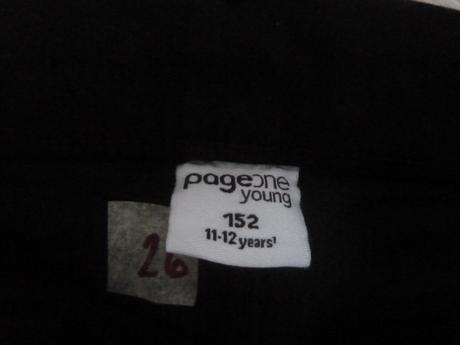 pageone
young
152
11-12 years¹
26